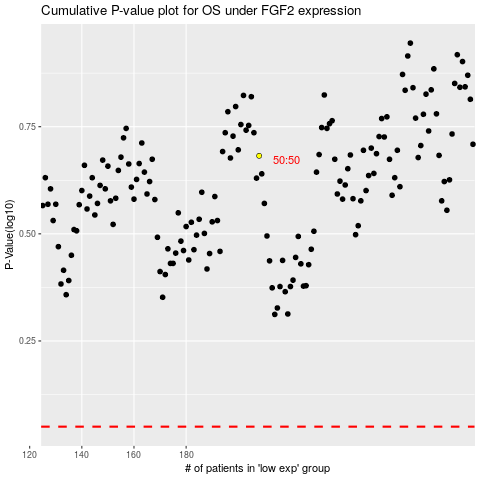 Cumulative P-value plot for OS under FGF2 expression
P-Value(log10)
0.75
0.50
0.25
50:50
120
140
160
180
# of patients in 'low exp' group